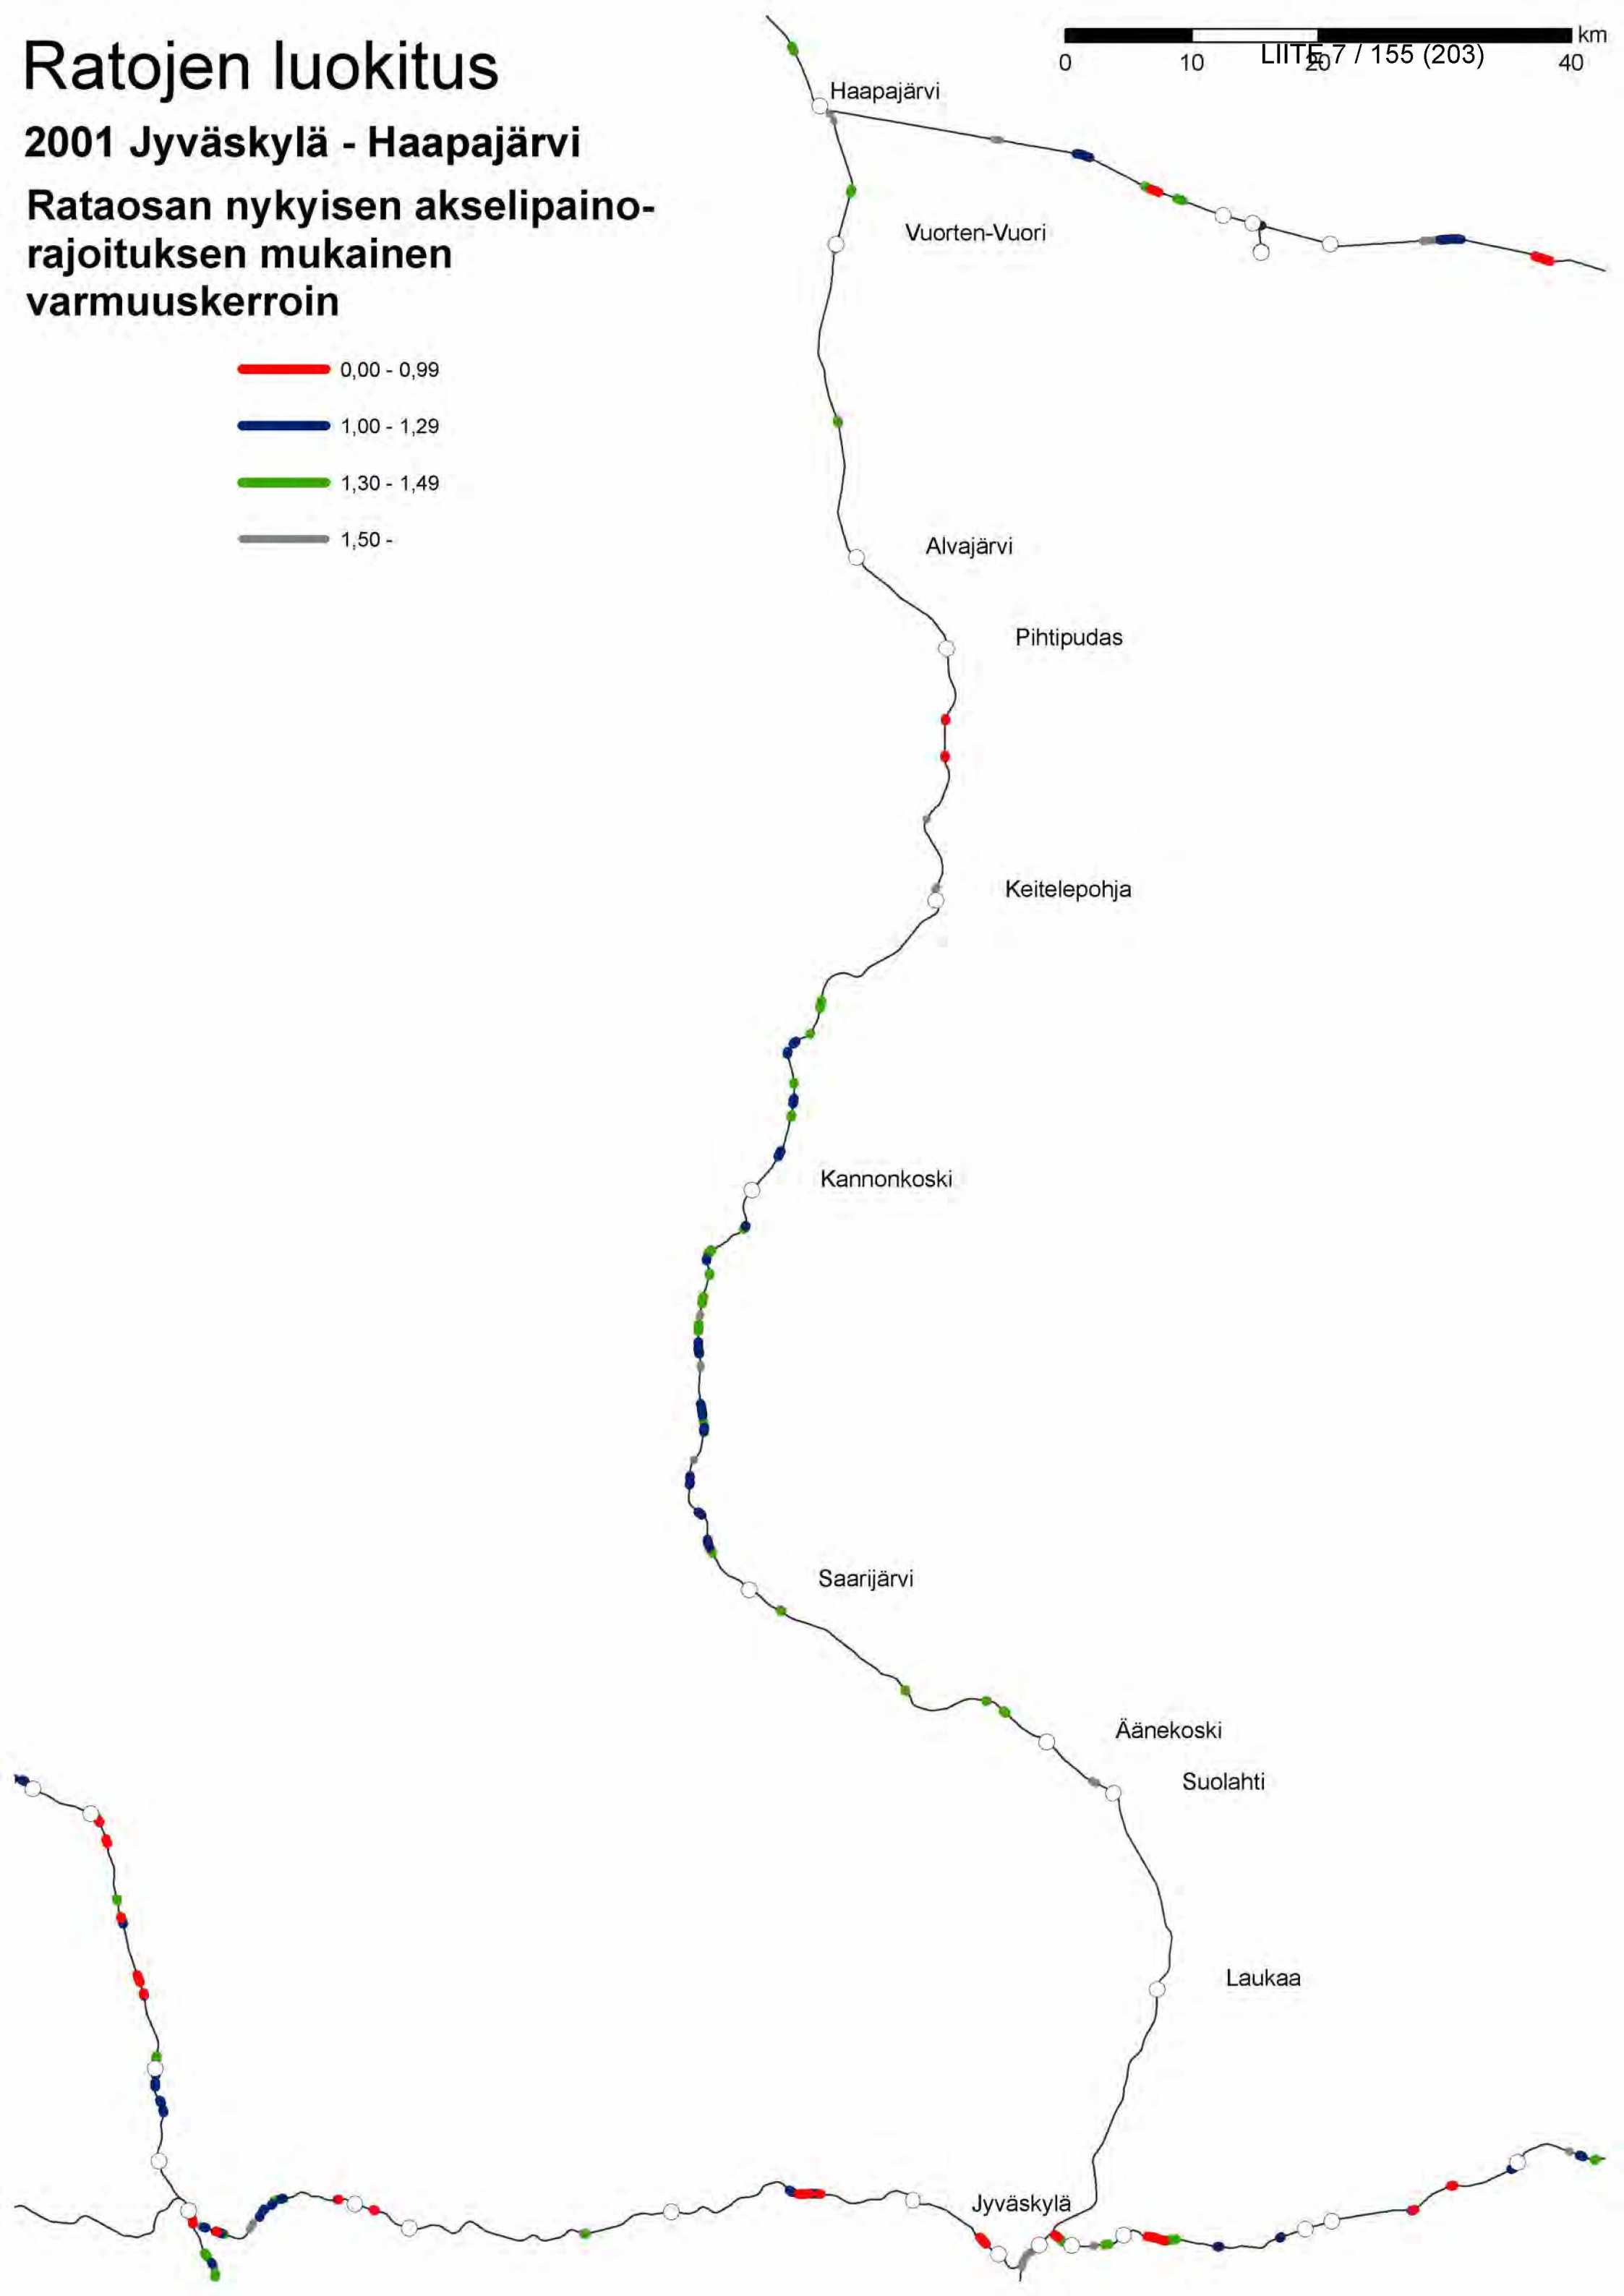 Ratojen luokitus
2001 Jyväskylä - Haapajärvi
Rataosan nykyisen akselipaino-
rajoituksen mukainen
varmuuskerroin
0,00 - 0,99
1,00 - 1,29
1,30 - 1,49
1,50 -
km
LIITE 7 / 155 (203)
0 10 20 40
Haapajärvi
Vuorten-Vuori
Alvajärvi
Pihtipudas
Keitelepohja
Kannonkoski
Saarijärvi
Äänekoski
Suolahti
Laukaa
Jyväskylä